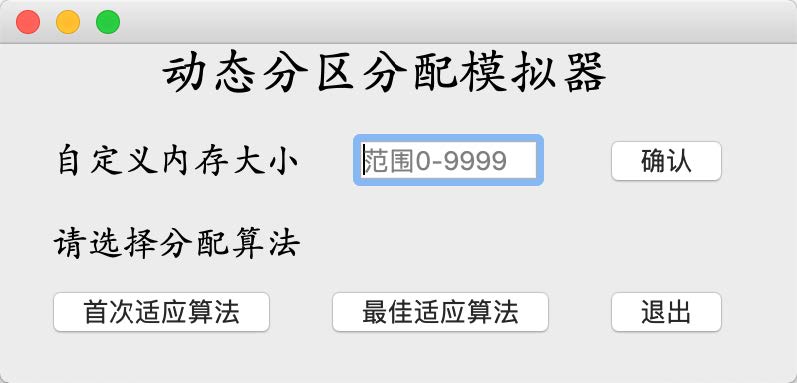 动态分区分配模拟器
自定义内存大小 范围0-9999 确认
请选择分配算法
首次适应算法 最佳适应算法 退出